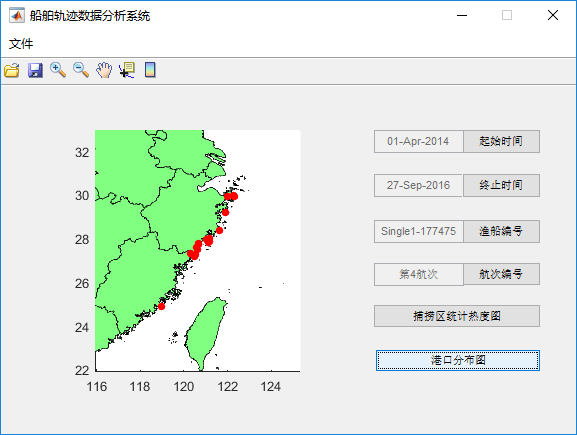 船舶轨迹数据分析系统
文件
32
30
28
26
24
22
116 118 120 122 124
01-Apr-2014 起始时间
27-Sep-2016 终止时间
Single1-177475 渔船编号
第4航次 航次编号
捕捞区统计热度图
港口分布图